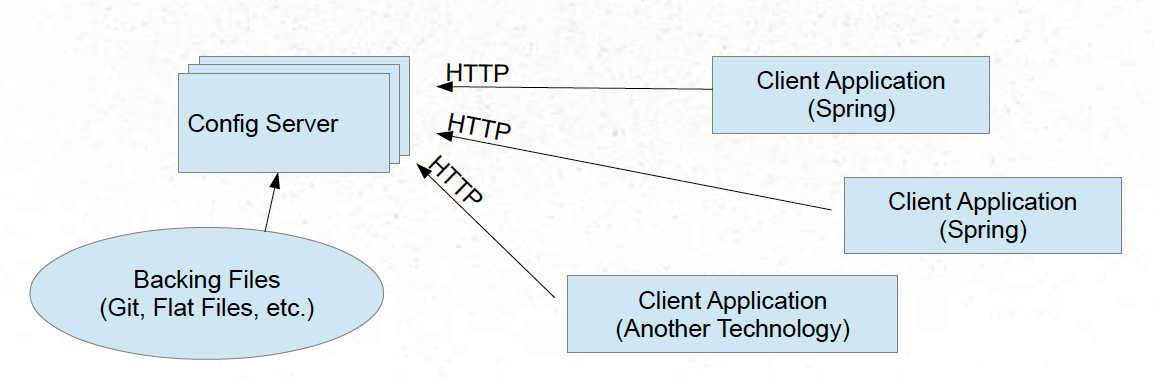 HTTP
Client Application
(Spring)
Config Server
HTTP
HTTP
Client Application
(Spring)
Backing Files
(Git, Flat Files, etc.)
Client Application
(Another Technology)